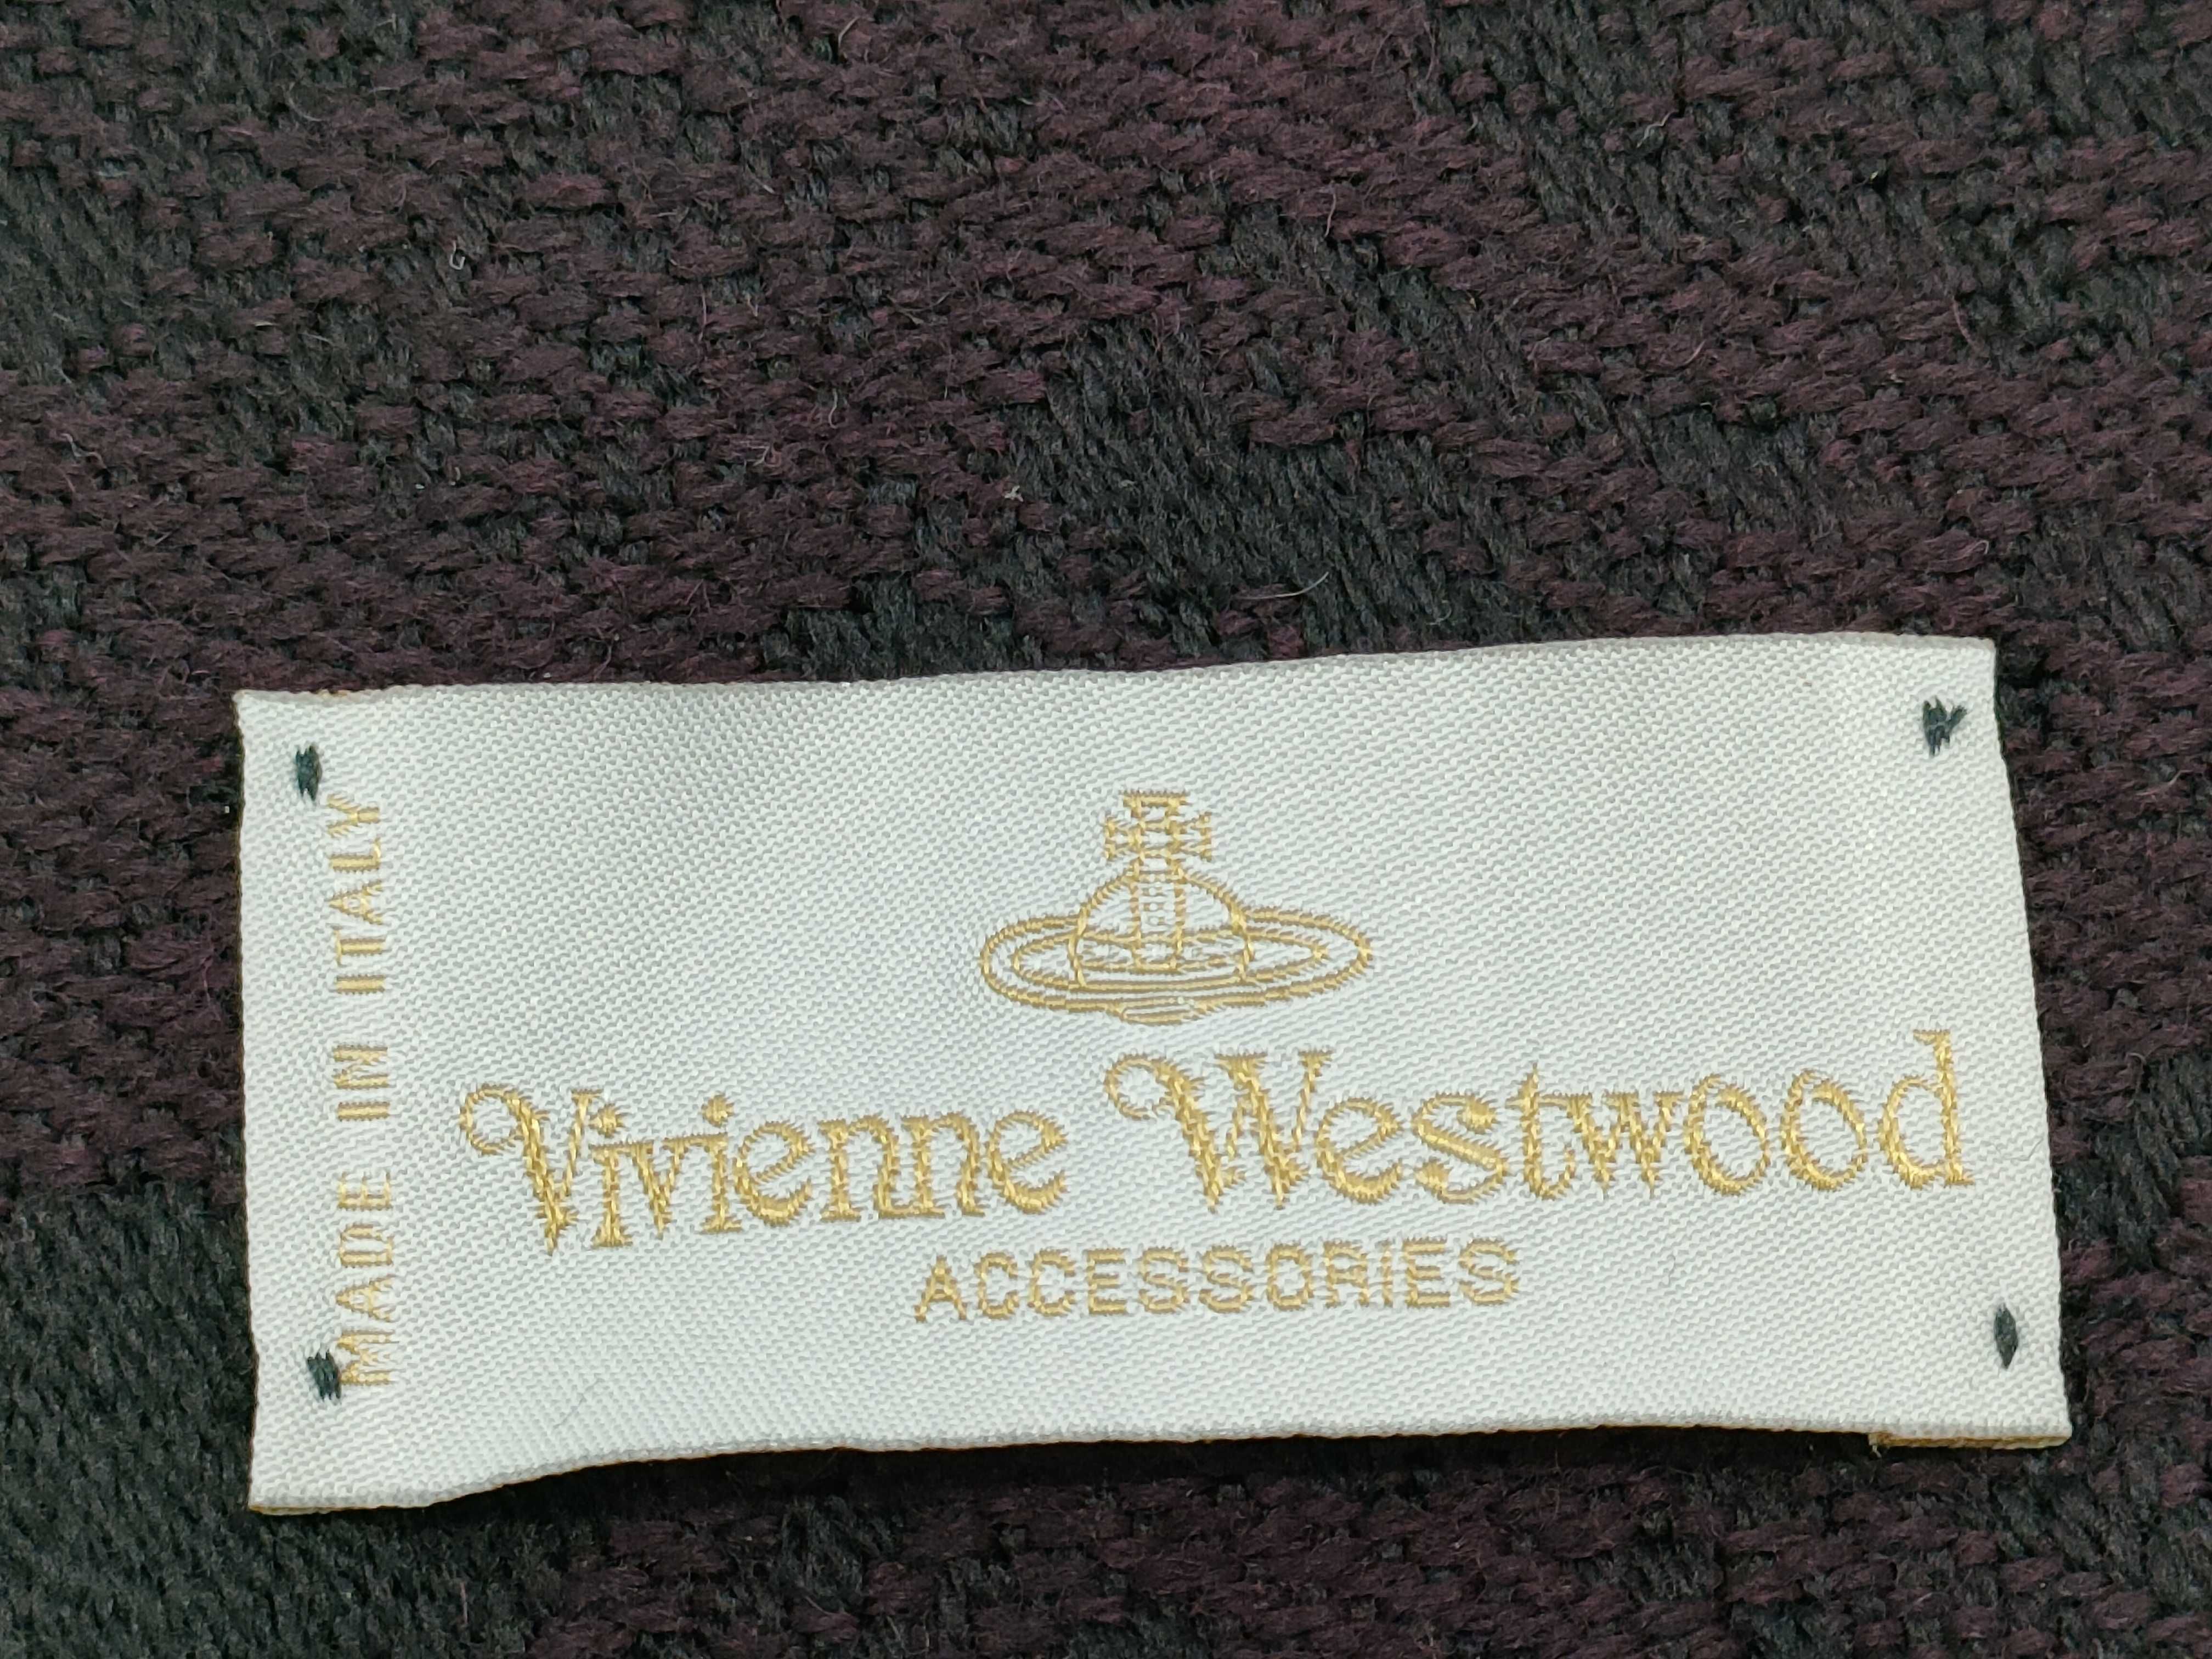 MADE IN ITALY
Vivienne Westwood
ACCESSORIES